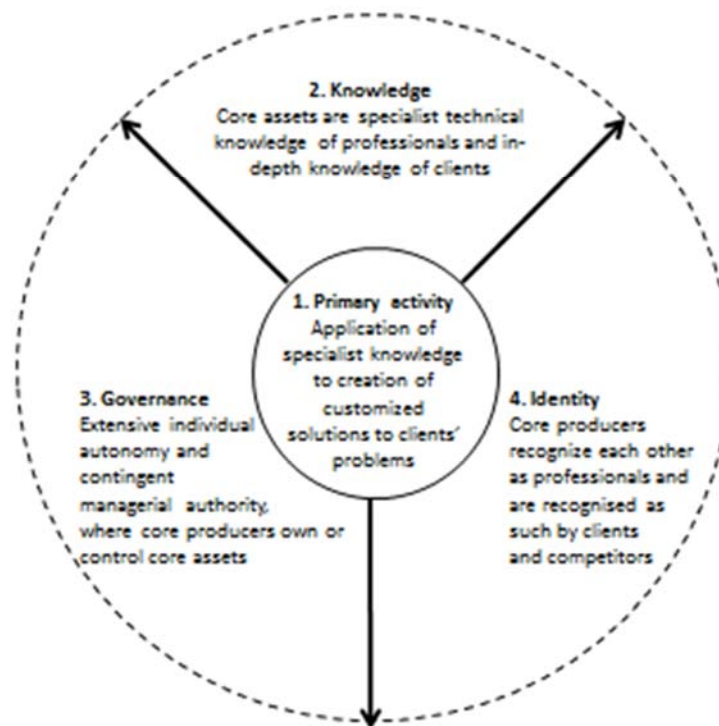 2. Knowledge
Core assets are specialist technical
knowledge of professionals and in-
depth knowledge of clients
1. Primary activity
Application of
specialist knowledge
to creation of
customized
solutions to clients’
problems
3. Governance
Extensive individual
autonomy and
contingent
managerial authority,
where core producers own or
control core assets
4. Identity
Core producers
recognize each other
as professionals and
are recognised as
such by clients
and competitors